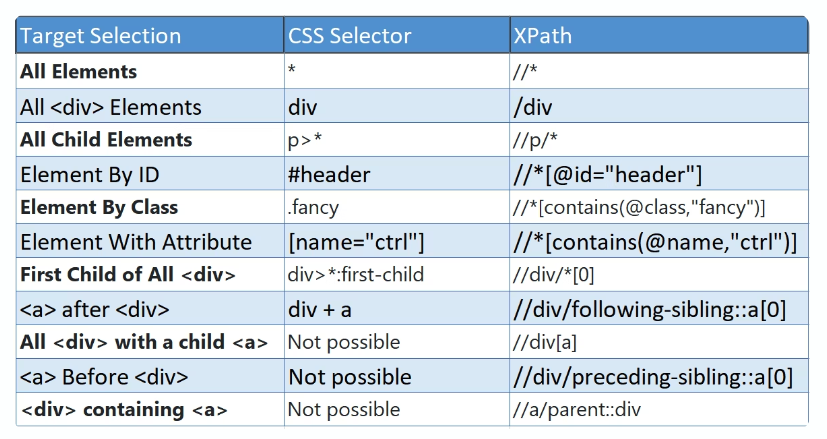 Target Selection CSS Selector XPath
All Elements * //*
All <div> Elements div /div
All Child Elements p>* //p/*
Element By ID #header //*[@id="header"]
Element By Class .fancy //*[contains(@class,"fancy")]
Element With Attribute [name="ctrl"] //*[contains(@name,"ctrl")]
First Child of All <div> div>*:first-child //div/*[0]
<a> after <div> div + a //div/following-sibling::a[0]
All <div> with a child <a> Not possible //div[a]
<a> Before <div> Not possible //div/preceding-sibling::a[0]
<div> containing <a> Not possible //a/parent::div